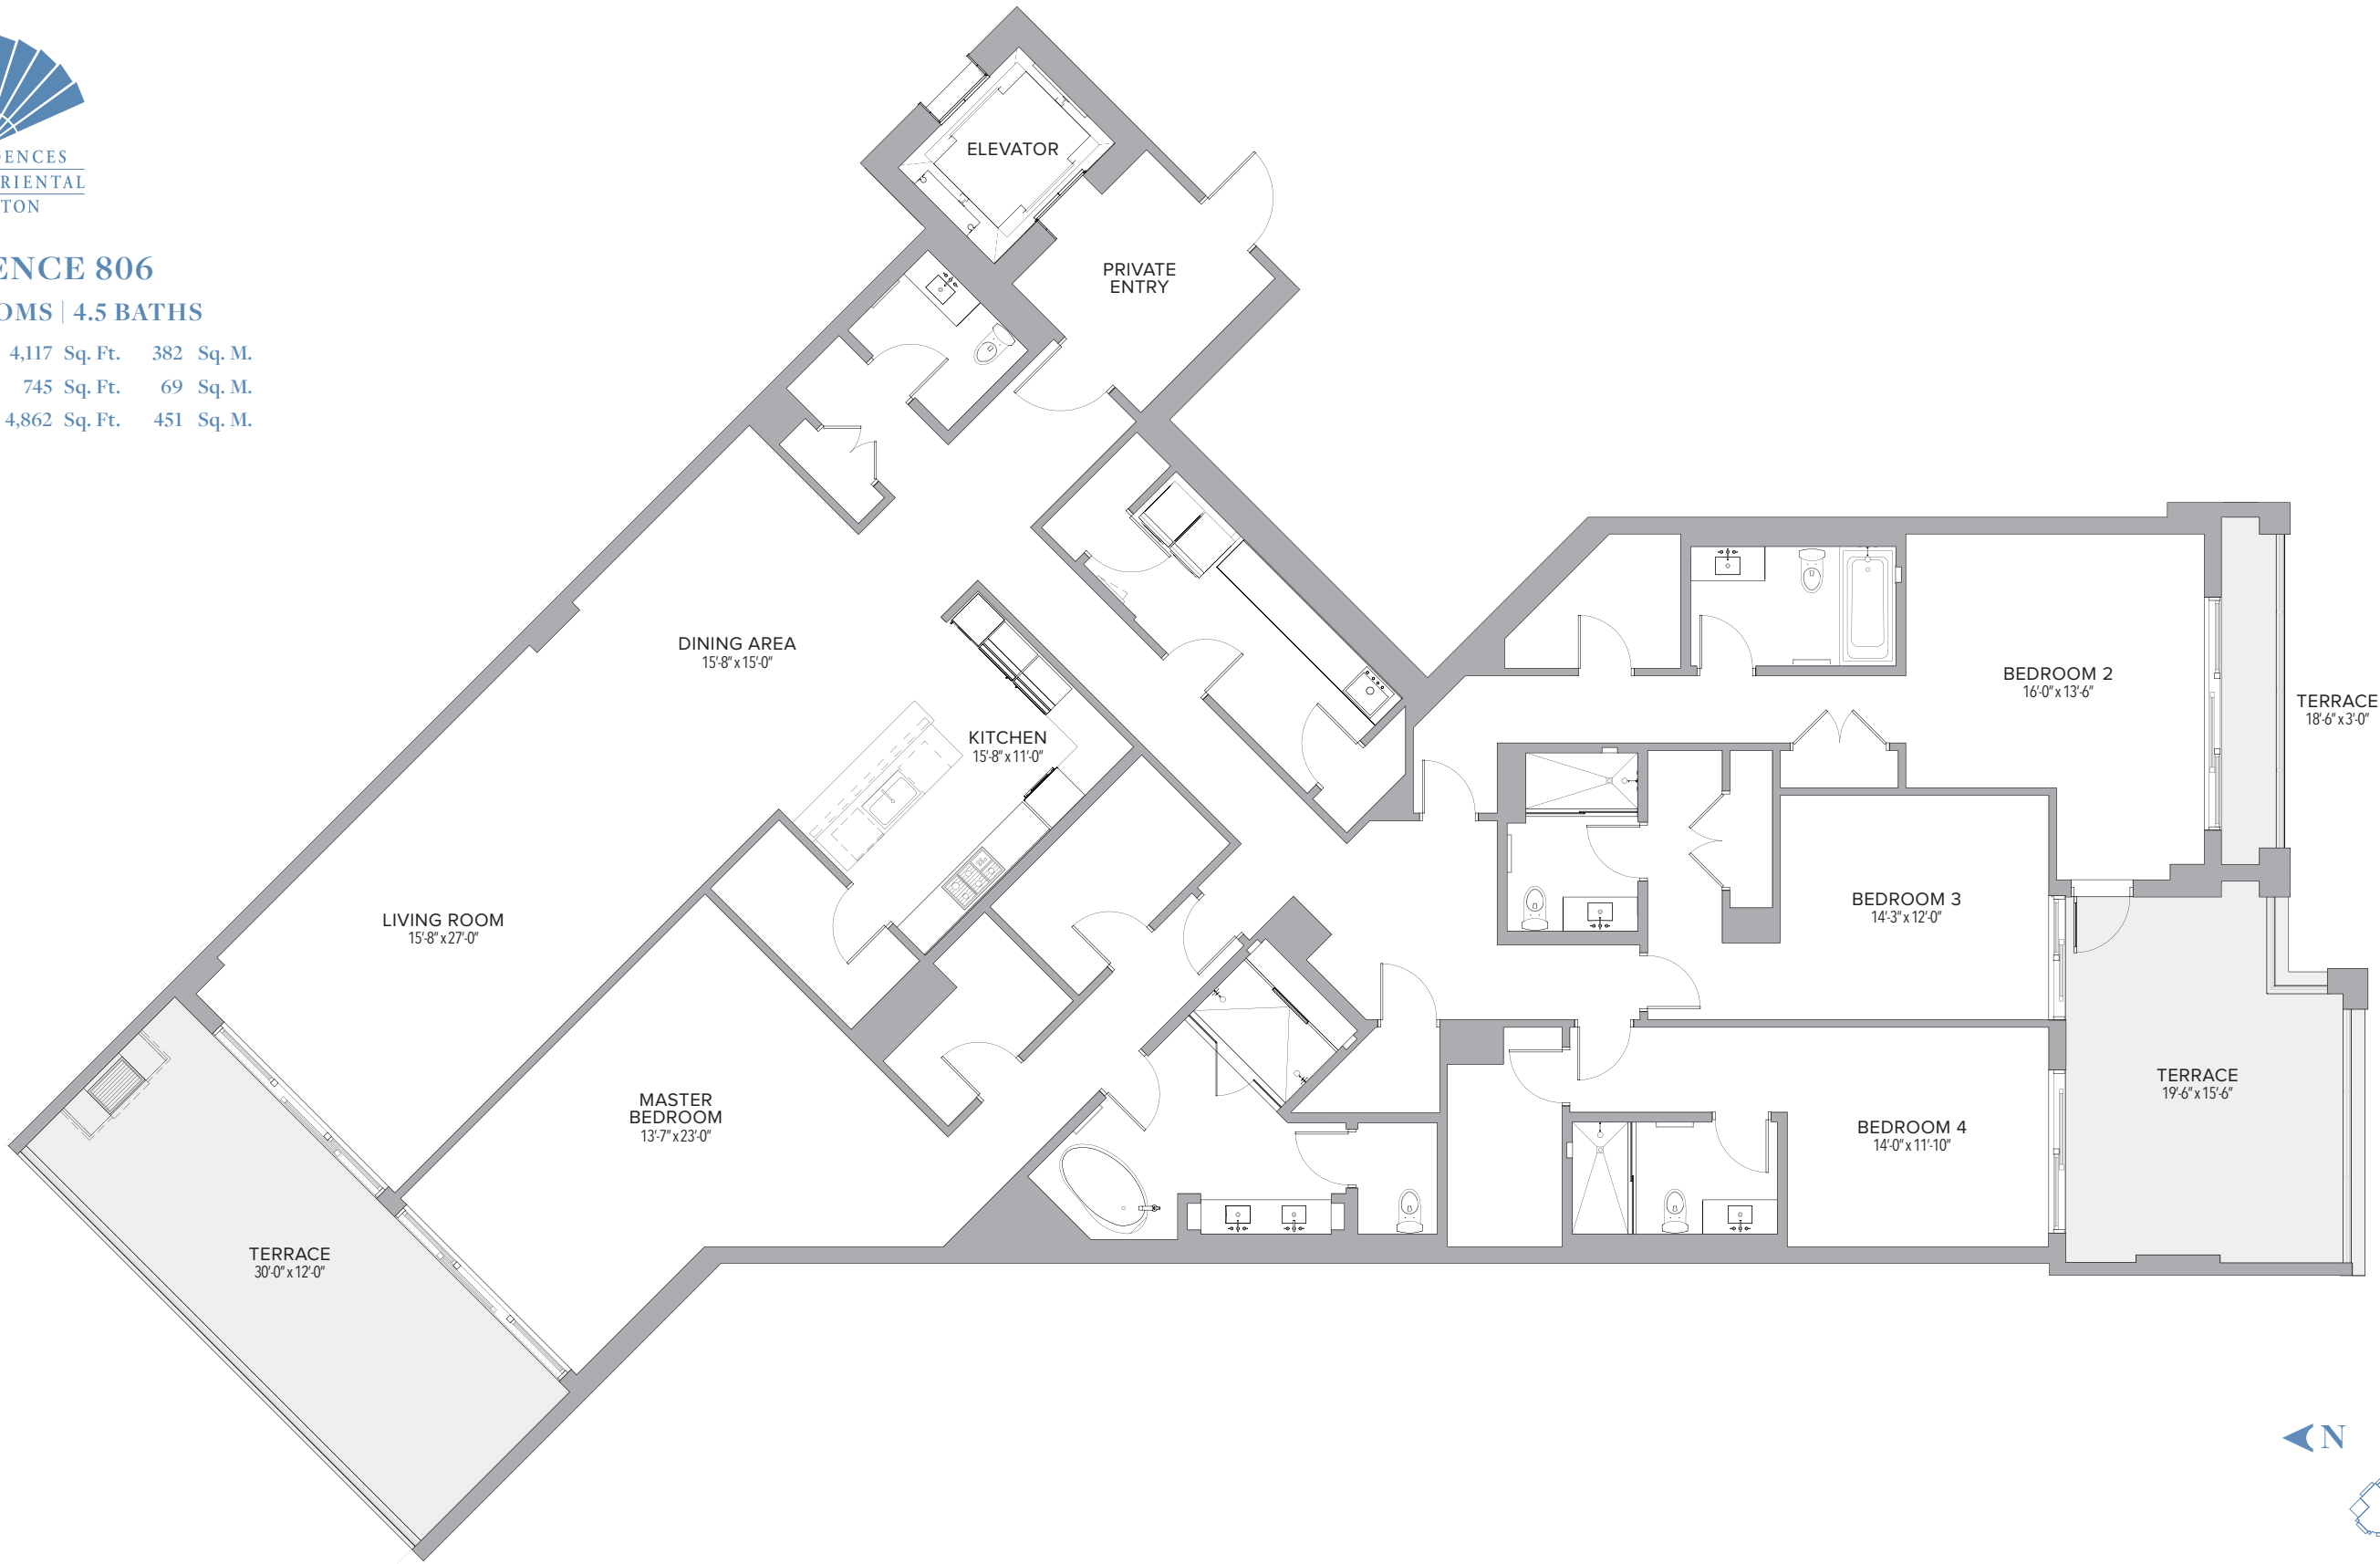 ELEVATOR
PRIVATE
ENTRY
ENCE 806
4.5 BATHS
4,117 Sq. Ft. 382 Sq. M.
745 Sq. Ft. 69 Sq. M.
4,862 Sq. Ft. 451 Sq. M.
DINING AREA
15'-8" x 15'-0"
KITCHEN
15'-8" x 11'-0"
BEDROOM 2
16'-0" x 13'-6"
TERRACE
18'-6" x 3'-0"
LIVING ROOM
15'-8" x 27'-0"
BEDROOM 3
14'-3" x 12'-0"
MASTER
BEDROOM
13'-7" x 23'-0"
TERRACE
19'-6" x 15'-6"
BEDROOM 4
14'-0" x 11'-10"
TERRACE
30'-0" x 12'-0"
N